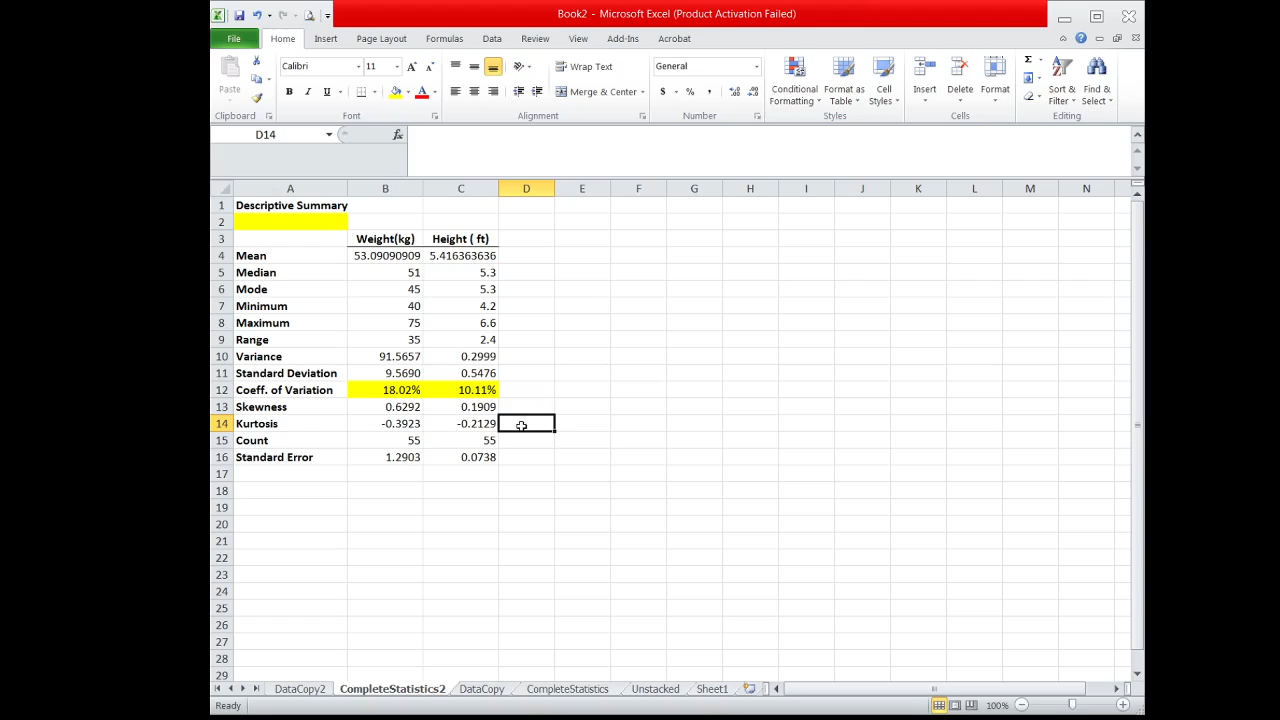 Book2 - Microsoft Excel (Product Activation Failed)
File Home Insert Page Layout Formulas Data Review View Add-Ins Acrobat
Paste
Clipboard
Calibri 11
B I U
Font
Wrap Text
Merge & Center
Alignment
General
$ % ,
Number
Conditional Formatting
Format as Table
Cell Styles
Styles
Insert
Delete
Format
Cells
Sort & Filter
Find & Select
Editing
D14 fx
A B C D E F G H I J K L M N
1 Descriptive Summary
2
3 Weight(kg) Height ( ft)
4 Mean 53.09090909 5.416363636
5 Median 51 5.3
6 Mode 45 5.3
7 Minimum 40 4.2
8 Maximum 75 6.6
9 Range 35 2.4
10 Variance 91.5657 0.2999
11 Standard Deviation 9.5690 0.5476
12 Coeff. of Variation 18.02% 10.11%
13 Skewness 0.6292 0.1909
14 Kurtosis -0.3923 -0.2129
15 Count 55 55
16 Standard Error 1.2903 0.0738
17
18
19
20
21
22
23
24
25
26
27
28
29
DataCopy2 CompleteStatistics2 DataCopy CompleteStatistics Unstacked Sheet1
Ready 100%